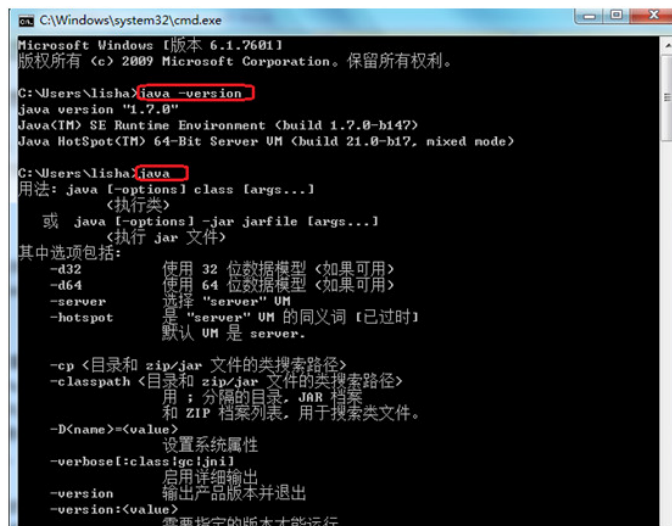 C:\Windows\system32\cmd.exe
Microsoft Windows [版本 6.1.7601]
版权所有 (c) 2009 Microsoft Corporation。保留所有权利。
C:\Users\lisha>java -version
java version "1.7.0"
Java(TM) SE Runtime Environment (build 1.7.0-b147)
Java HotSpot(TM) 64-Bit Server VM (build 21.0-b17, mixed mode)
C:\Users\lisha>java
用法: java [-options] class [args...]
<执行类>
或 java [-options] -jar jarfile [args...]
<执行 jar 文件>
其中选项包括:
-d32 使用 32 位数据模型 <如果可用>
-d64 使用 64 位数据模型 <如果可用>
-server 选择 "server" VM
-hotspot 是 "server" VM 的同义词 [已过时]
默认 VM 是 server.
-cp <目录和 zip/jar 文件的类搜索路径>
-classpath <目录和 zip/jar 文件的类搜索路径>
用 ; 分隔的目录, JAR 档案
和 ZIP 档案列表, 用于搜索类文件。
-D<name>=<value>
设置系统属性
-verbose[:class|gc|jni]
启用详细输出
-version 输出产品版本并退出
-version:<value>
需要指定的版本才能运行